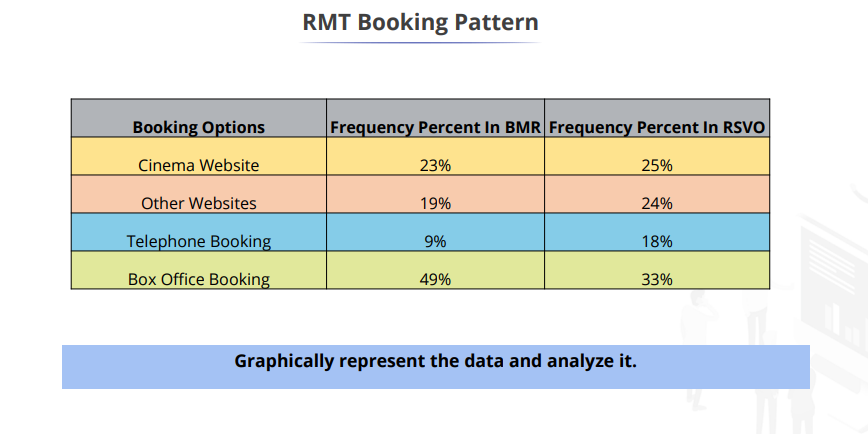 RMT Booking Pattern
Booking Options Frequency Percent In BMR Frequency Percent In RSVO
Cinema Website 23% 25%
Other Websites 19% 24%
Telephone Booking 9% 18%
Box Office Booking 49% 33%
Graphically represent the data and analyze it.